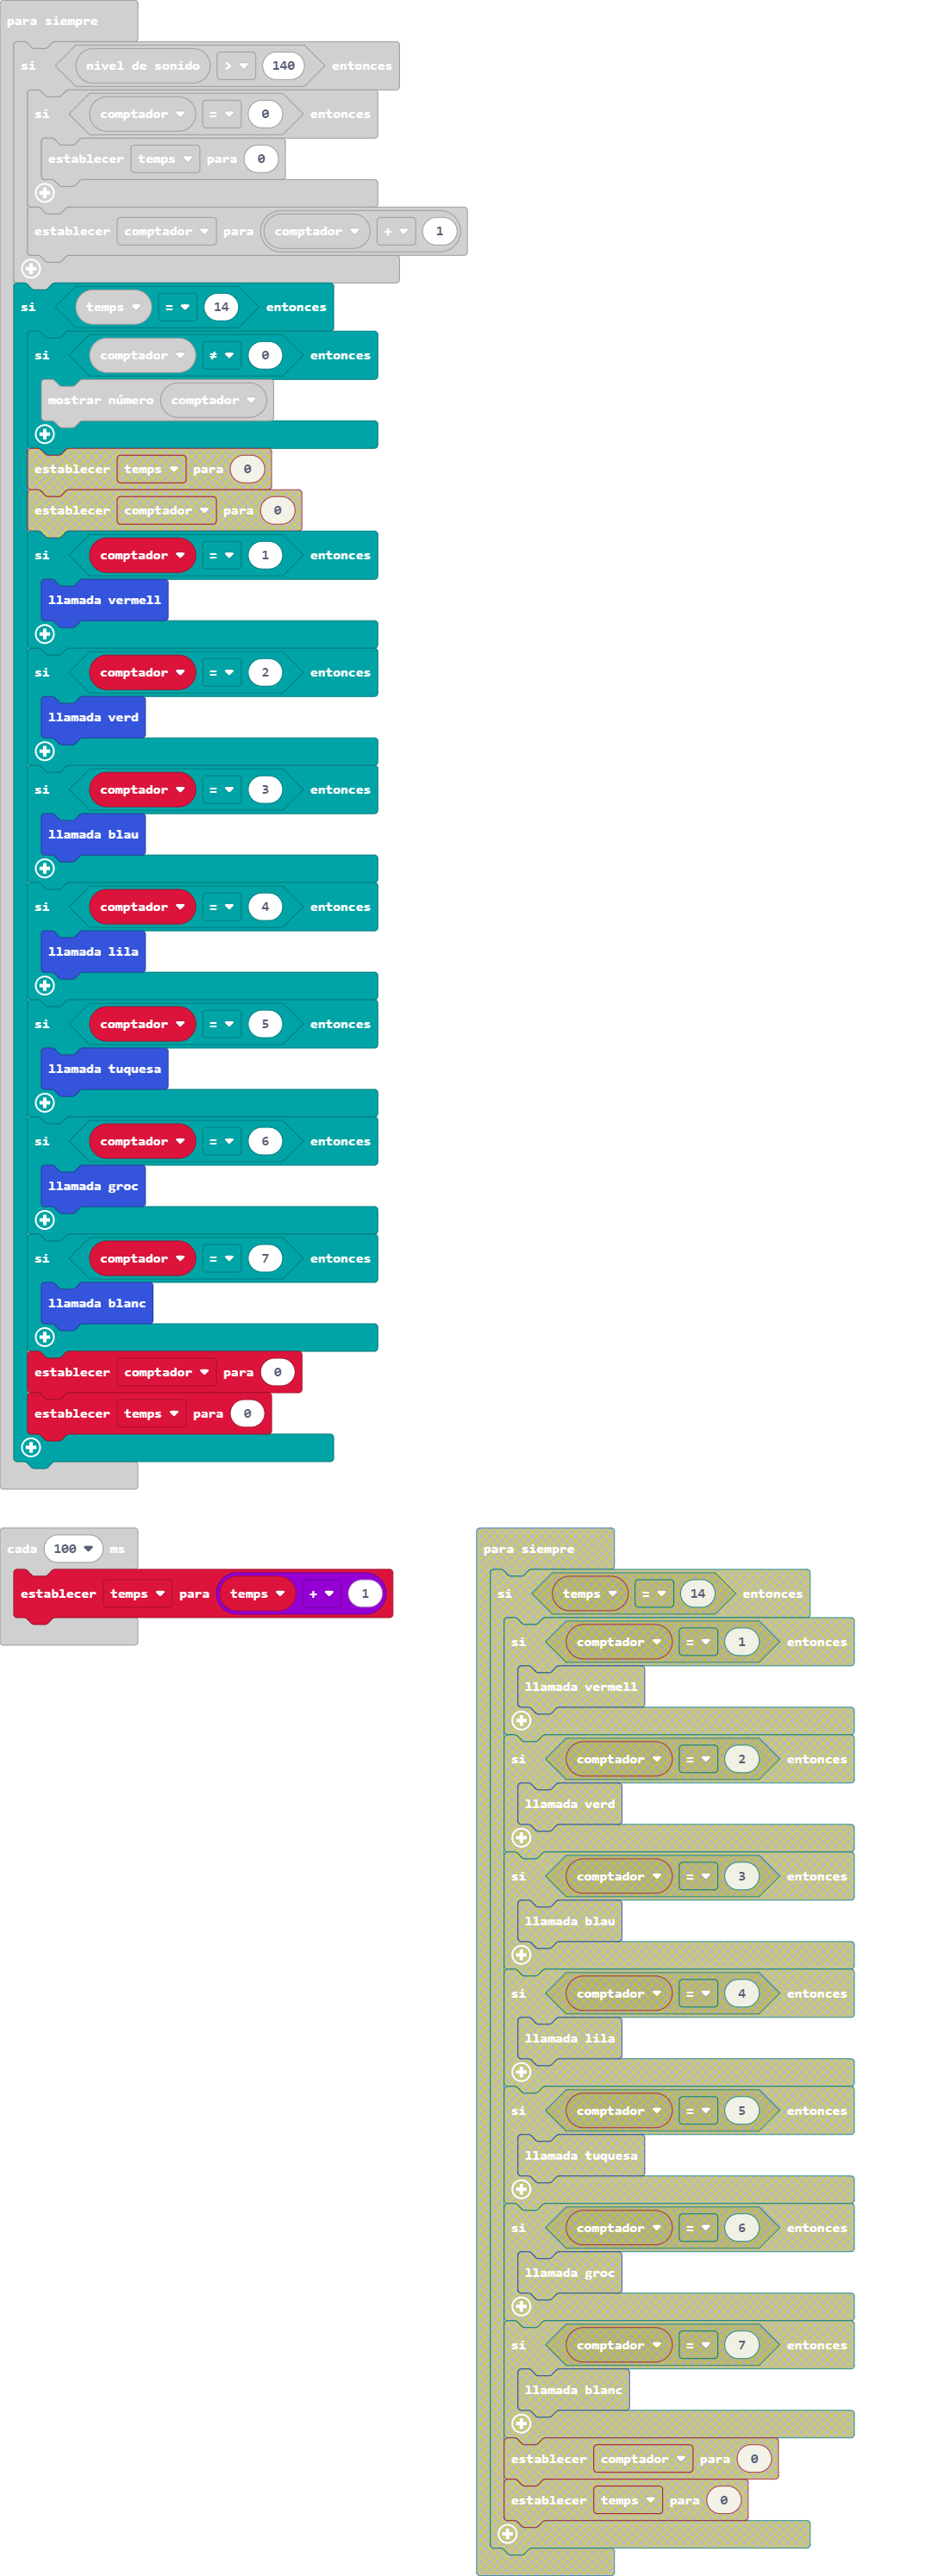 para siempre
si nivel de sonido > 140 entonces
si comptador = 0 entonces
establecer temps para 0
establecer comptador para comptador + 1
si temps = 14 entonces
si comptador ≠ 0 entonces
mostrar número comptador
establecer temps para 0
establecer comptador para 0
si comptador = 1 entonces
llamada vermell
si comptador = 2 entonces
llamada verd
si comptador = 3 entonces
llamada blau
si comptador = 4 entonces
llamada lila
si comptador = 5 entonces
llamada tuquesa
si comptador = 6 entonces
llamada groc
si comptador = 7 entonces
llamada blanc
establecer comptador para 0
establecer temps para 0
cada 100 ms
establecer temps para temps + 1
para siempre
si temps = 14 entonces
si comptador = 1 entonces
llamada vermell
si comptador = 2 entonces
llamada verd
si comptador = 3 entonces
llamada blau
si comptador = 4 entonces
llamada lila
si comptador = 5 entonces
llamada tuquesa
si comptador = 6 entonces
llamada groc
si comptador = 7 entonces
llamada blanc
establecer comptador para 0
establecer temps para 0